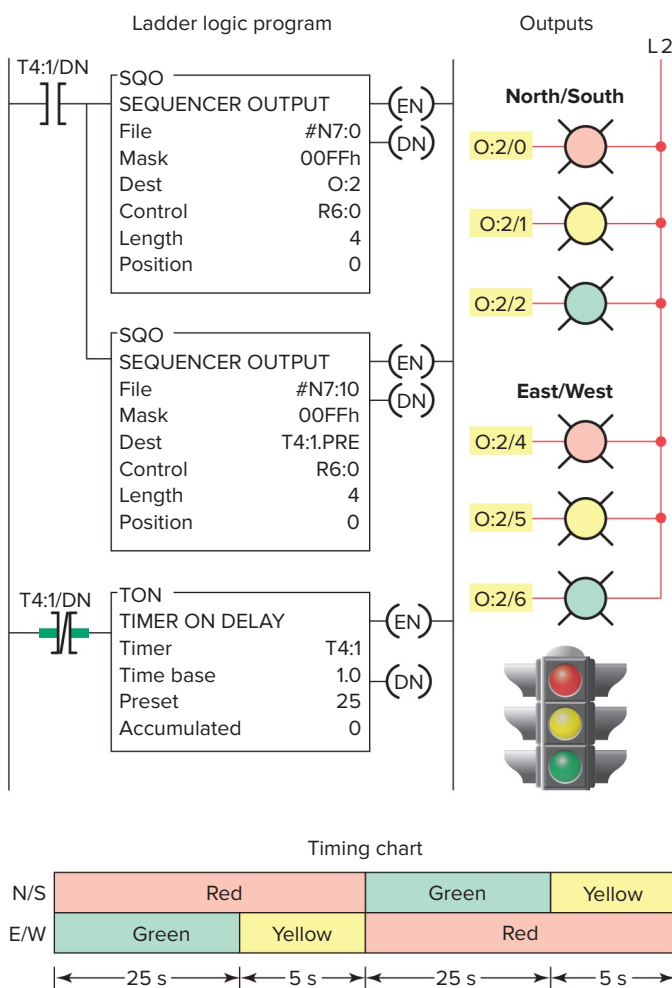 Ladder logic program
Outputs
L2
T4:1/DN
SQO
SEQUENCER OUTPUT
File #N7:0
Mask 00FFh
Dest O:2
Control R6:0
Length 4
Position 0
EN
DN
SQO
SEQUENCER OUTPUT
File #N7:10
Mask 00FFh
Dest T4:1.PRE
Control R6:0
Length 4
Position 0
EN
DN
T4:1/DN
TON
TIMER ON DELAY
Timer T4:1
Time base 1.0
Preset 25
Accumulated 0
EN
DN
North/South
O:2/0
O:2/1
O:2/2
East/West
O:2/4
O:2/5
O:2/6
Timing chart
N/S Red Green Yellow
E/W Green Yellow Red
25 s 5 s 25 s 5 s